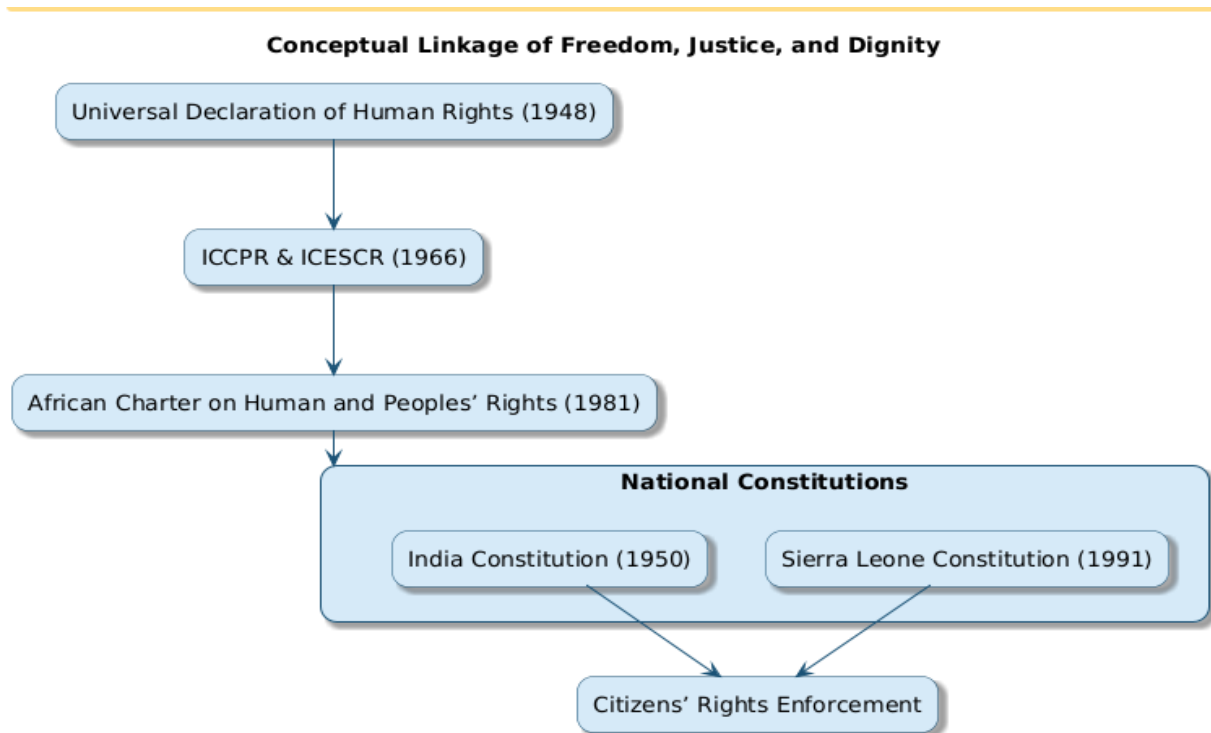 Conceptual Linkage of Freedom, Justice, and Dignity
Universal Declaration of Human Rights (1948)
ICCPR & ICESCR (1966)
African Charter on Human and Peoples’ Rights (1981)
National Constitutions
India Constitution (1950)
Sierra Leone Constitution (1991)
Citizens’ Rights Enforcement